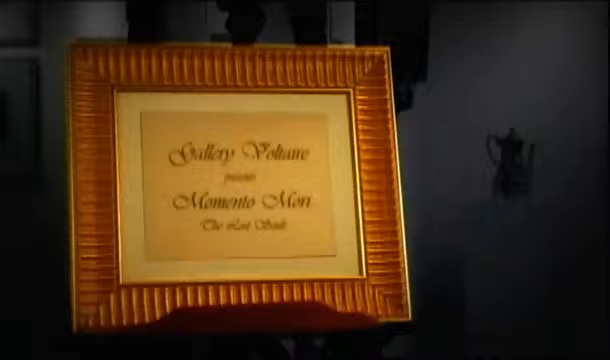 Gallery Voltaire
presents
Momento Mori
The Lost Souls